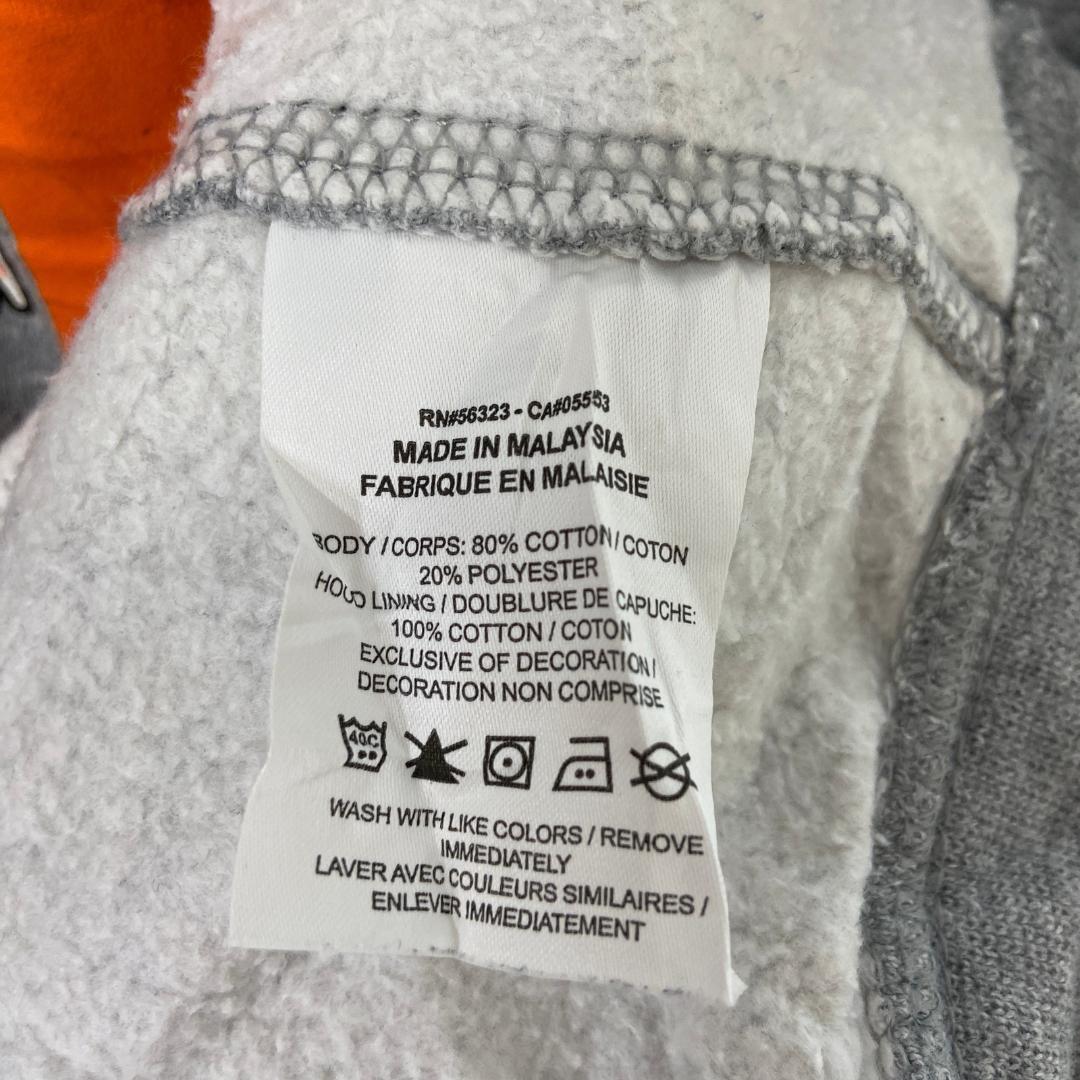 RN#56323 - CA#05553
MADE IN MALAYSIA
FABRIQUE EN MALAISIE
BODY / CORPS: 80% COTTON / COTON
20% POLYESTER
HOOD LINING / DOUBLURE DE CAPUCHE:
100% COTTON / COTON
EXCLUSIVE OF DECORATION /
DECORATION NON COMPRISE
40C
WASH WITH LIKE COLORS / REMOVE
IMMEDIATELY
LAVER AVEC COULEURS SIMILAIRES /
ENLEVER IMMEDIATEMENT